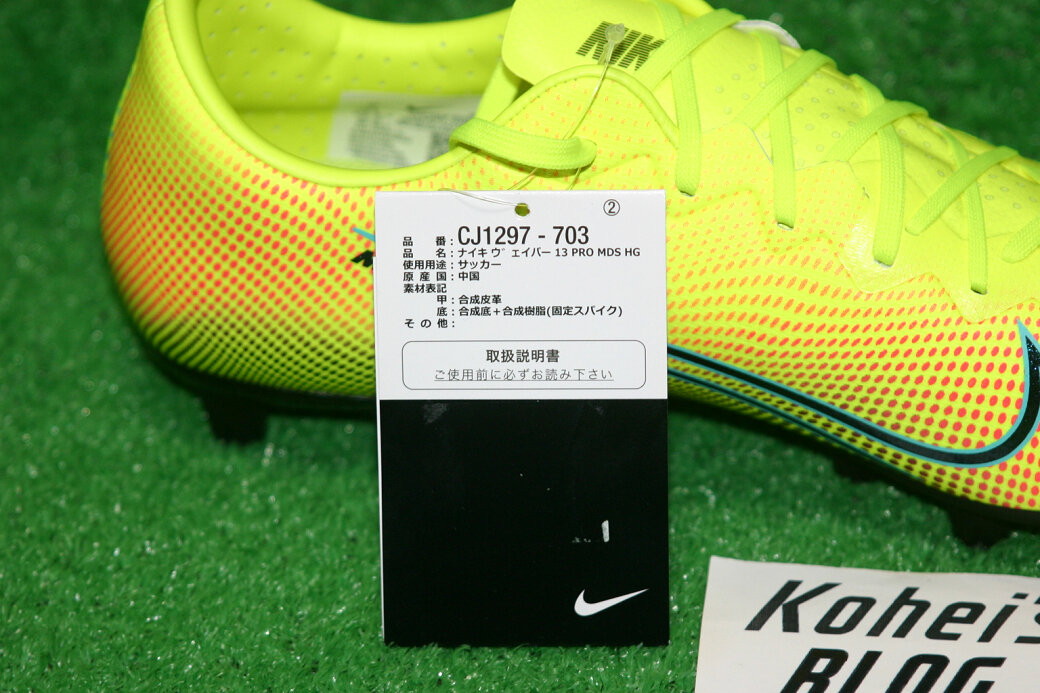 NIK
②
品 番：CJ1297 - 703
品 名：ナイキ ヴェイパー 13 PRO MDS HG
使用用途：サッカー
原 産 国：中国
素材表記
甲：合成皮革
底：合成底＋合成樹脂(固定スパイク)
そ の 他：
取扱説明書
ご使用前に必ずお読み下さい
Kohei's
BLOG